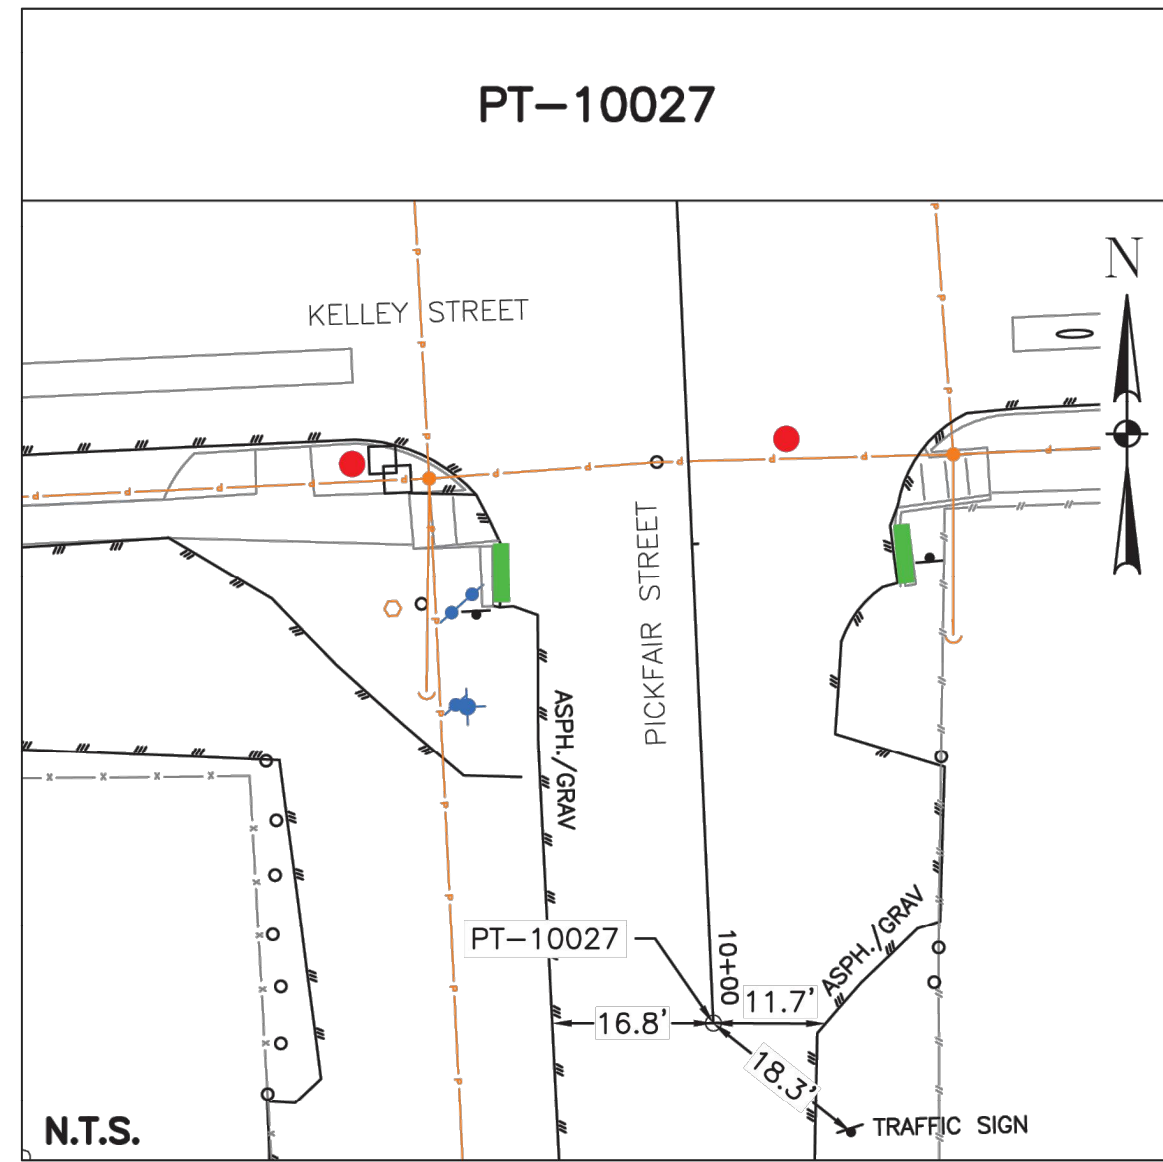 PT-10027
N
KELLEY STREET
PICKFAIR STREET
ASPH./GRAV
ASPH./GRAV
PT-10027
10+00
11.7'
16.8'
18.3'
TRAFFIC SIGN
N.T.S.